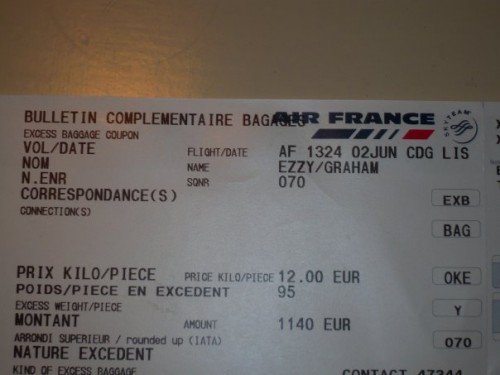 BULLETIN COMPLEMENTAIRE BAGAGES AIR FRANCE
EXCESS BAGGAGE COUPON
SKYTEAM
VOL/DATE FLIGHT/DATE AF 1324 02JUN CDG LIS
NOM NAME EZZY/GRAHAM
N.ENR SQNR 070
CORRESPONDANCE(S) EXB
CONNECTION(S)
BAG
PRIX KILO/PIECE PRICE KILO/PIECE 12.00 EUR OKE
POIDS/PIECE EN EXCEDENT 95
EXCESS WEIGHT/PIECE Y
MONTANT AMOUNT 1140 EUR
ARRONDI SUPERIEUR / rounded up (IATA) 070
NATURE EXCEDENT
KIND OF EXCESS BAGGAGE CONTACT 47344